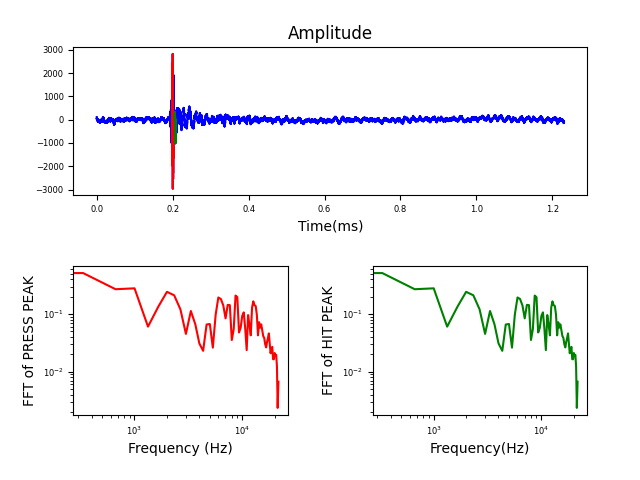 Amplitude
3000
2000
1000
0
−1000
−2000
−3000
0.0 0.2 0.4 0.6 0.8 1.0 1.2
Time(ms)
FFT of PRESS PEAK
10⁻¹
10⁻²
10³ 10⁴
Frequency (Hz)
FFT of HIT PEAK
10⁻¹
10⁻²
10³ 10⁴
Frequency(Hz)